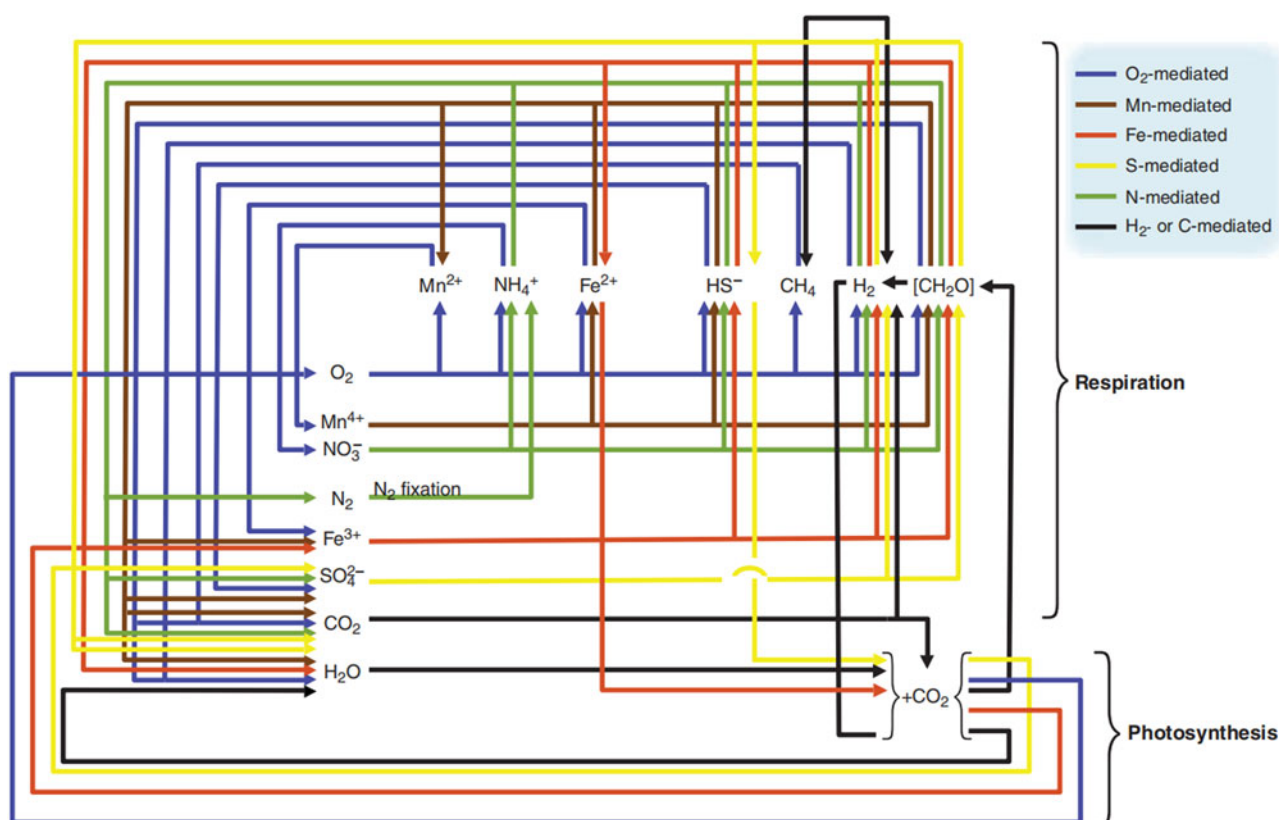 O₂-mediated
Mn-mediated
Fe-mediated
S-mediated
N-mediated
H₂- or C-mediated
Mn²⁺ NH₄⁺ Fe²⁺ HS⁻ CH₄ H₂ [CH₂O]
O₂
Respiration
Mn⁴⁺
NO₃⁻
N₂ N₂ fixation
Fe³⁺
SO₄²⁻
CO₂
H₂O
+CO₂
Photosynthesis